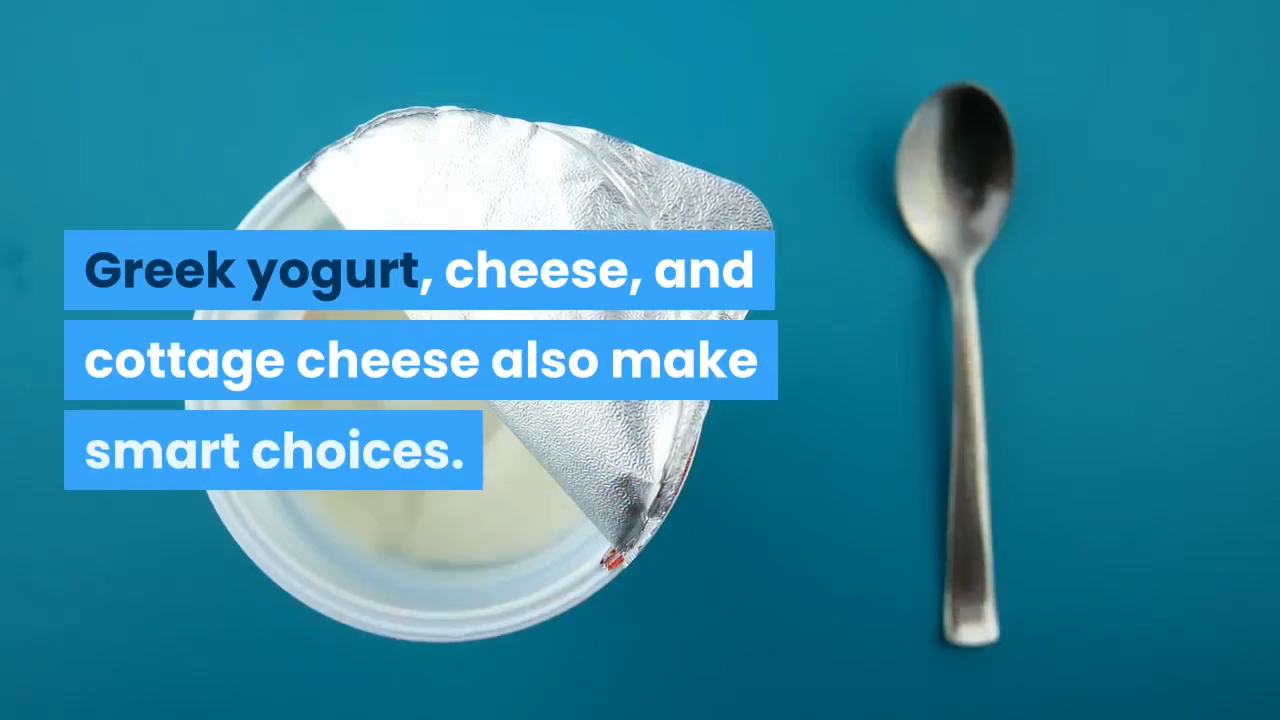 Greek yogurt, cheese, and
cottage cheese also make
smart choices.